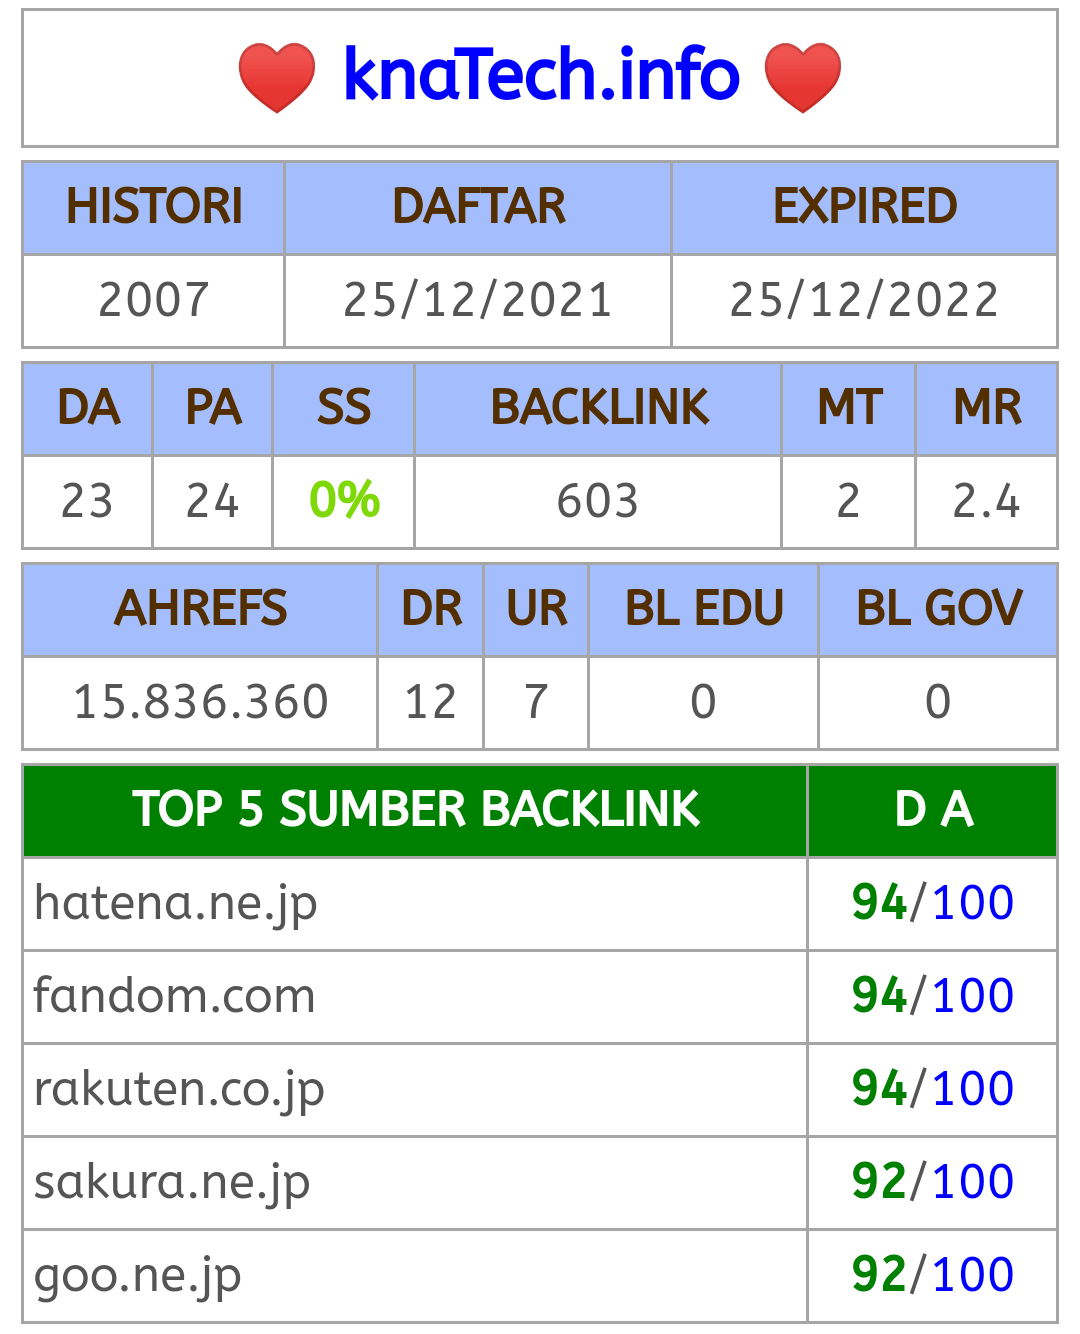 knaTech.info
HISTORI DAFTAR EXPIRED
2007 25/12/2021 25/12/2022
DA PA SS BACKLINK MT MR
23 24 0% 603 2 2.4
AHREFS DR UR BL EDU BL GOV
15.836.360 12 7 0 0
TOP 5 SUMBER BACKLINK D A
hatena.ne.jp 94/100
fandom.com 94/100
rakuten.co.jp 94/100
sakura.ne.jp 92/100
goo.ne.jp 92/100